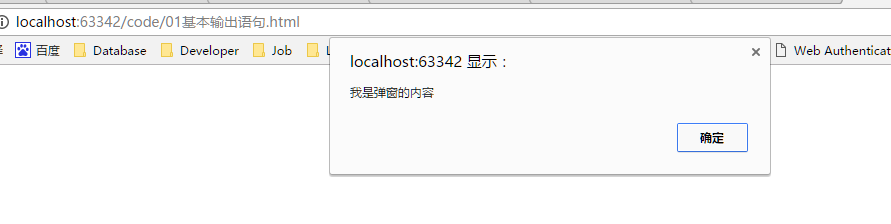 localhost:63342/code/01基本输出语句.html
百度 Database Developer Job Web Authenticat
localhost:63342 显示：
我是弹窗的内容
确定